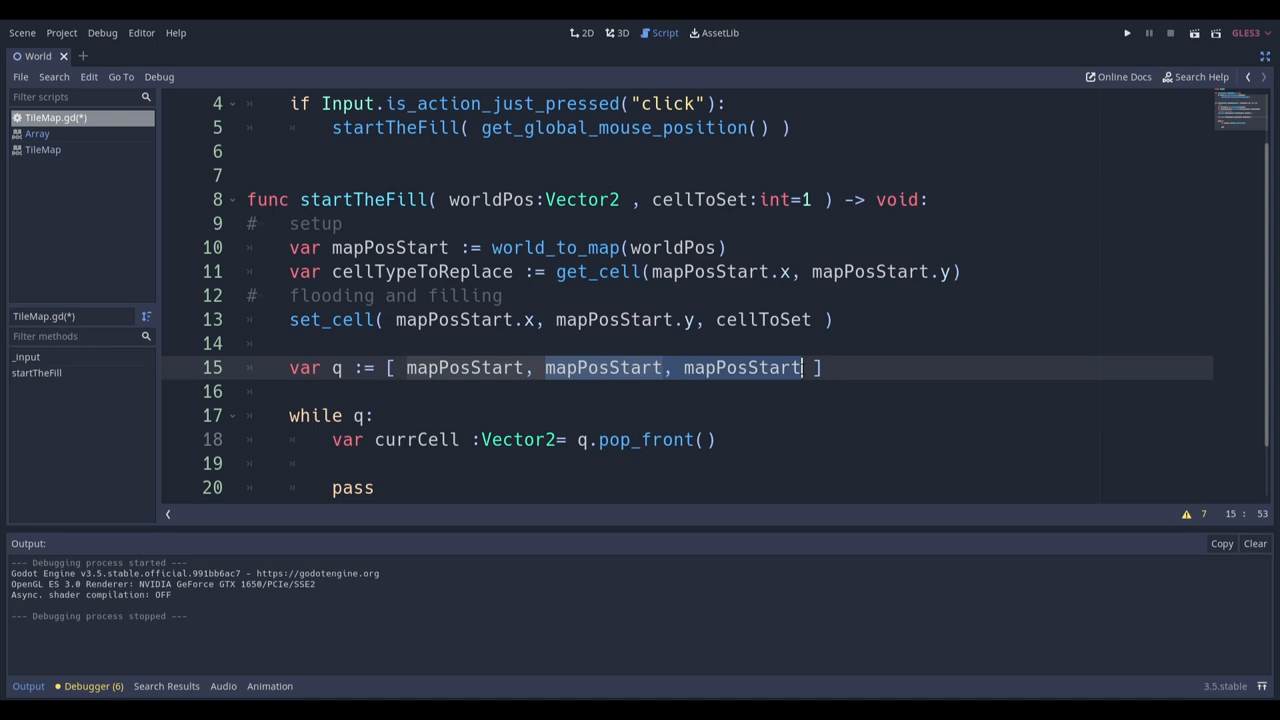 Scene Project Debug Editor Help 2D 3D Script AssetLib GLES3
World
File Search Edit Go To Debug Online Docs Search Help
Filter scripts
TileMap.gd(*)
Array
TileMap
TileMap.gd(*)
Filter methods
_input
startTheFill
4 if Input.is_action_just_pressed("click"):
5 startTheFill( get_global_mouse_position() )
6
7
8 func startTheFill( worldPos:Vector2 , cellToSet:int=1 ) -> void:
9 # setup
10 var mapPosStart := world_to_map(worldPos)
11 var cellTypeToReplace := get_cell(mapPosStart.x, mapPosStart.y)
12 # flooding and filling
13 set_cell( mapPosStart.x, mapPosStart.y, cellToSet )
14
15 var q := [ mapPosStart, mapPosStart, mapPosStart ]
16
17 while q:
18 var currCell :Vector2= q.pop_front()
19
20 pass
7 15 : 53
Output: Copy Clear
--- Debugging process started ---
Godot Engine v3.5.stable.official.991bb6ac7 - https://godotengine.org
OpenGL ES 3.0 Renderer: NVIDIA GeForce GTX 1650/PCIe/SSE2
Async. shader compilation: OFF
--- Debugging process stopped ---
Output Debugger (6) Search Results Audio Animation 3.5.stable